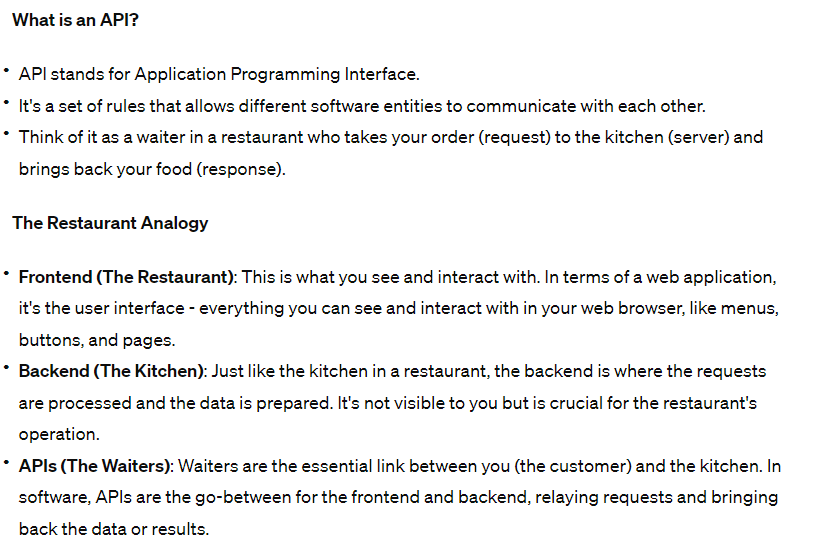 What is an API?
• API stands for Application Programming Interface.
• It's a set of rules that allows different software entities to communicate with each other.
• Think of it as a waiter in a restaurant who takes your order (request) to the kitchen (server) and
brings back your food (response).
The Restaurant Analogy
• Frontend (The Restaurant): This is what you see and interact with. In terms of a web application,
it's the user interface - everything you can see and interact with in your web browser, like menus,
buttons, and pages.
• Backend (The Kitchen): Just like the kitchen in a restaurant, the backend is where the requests
are processed and the data is prepared. It's not visible to you but is crucial for the restaurant's
operation.
• APIs (The Waiters): Waiters are the essential link between you (the customer) and the kitchen. In
software, APIs are the go-between for the frontend and backend, relaying requests and bringing
back the data or results.